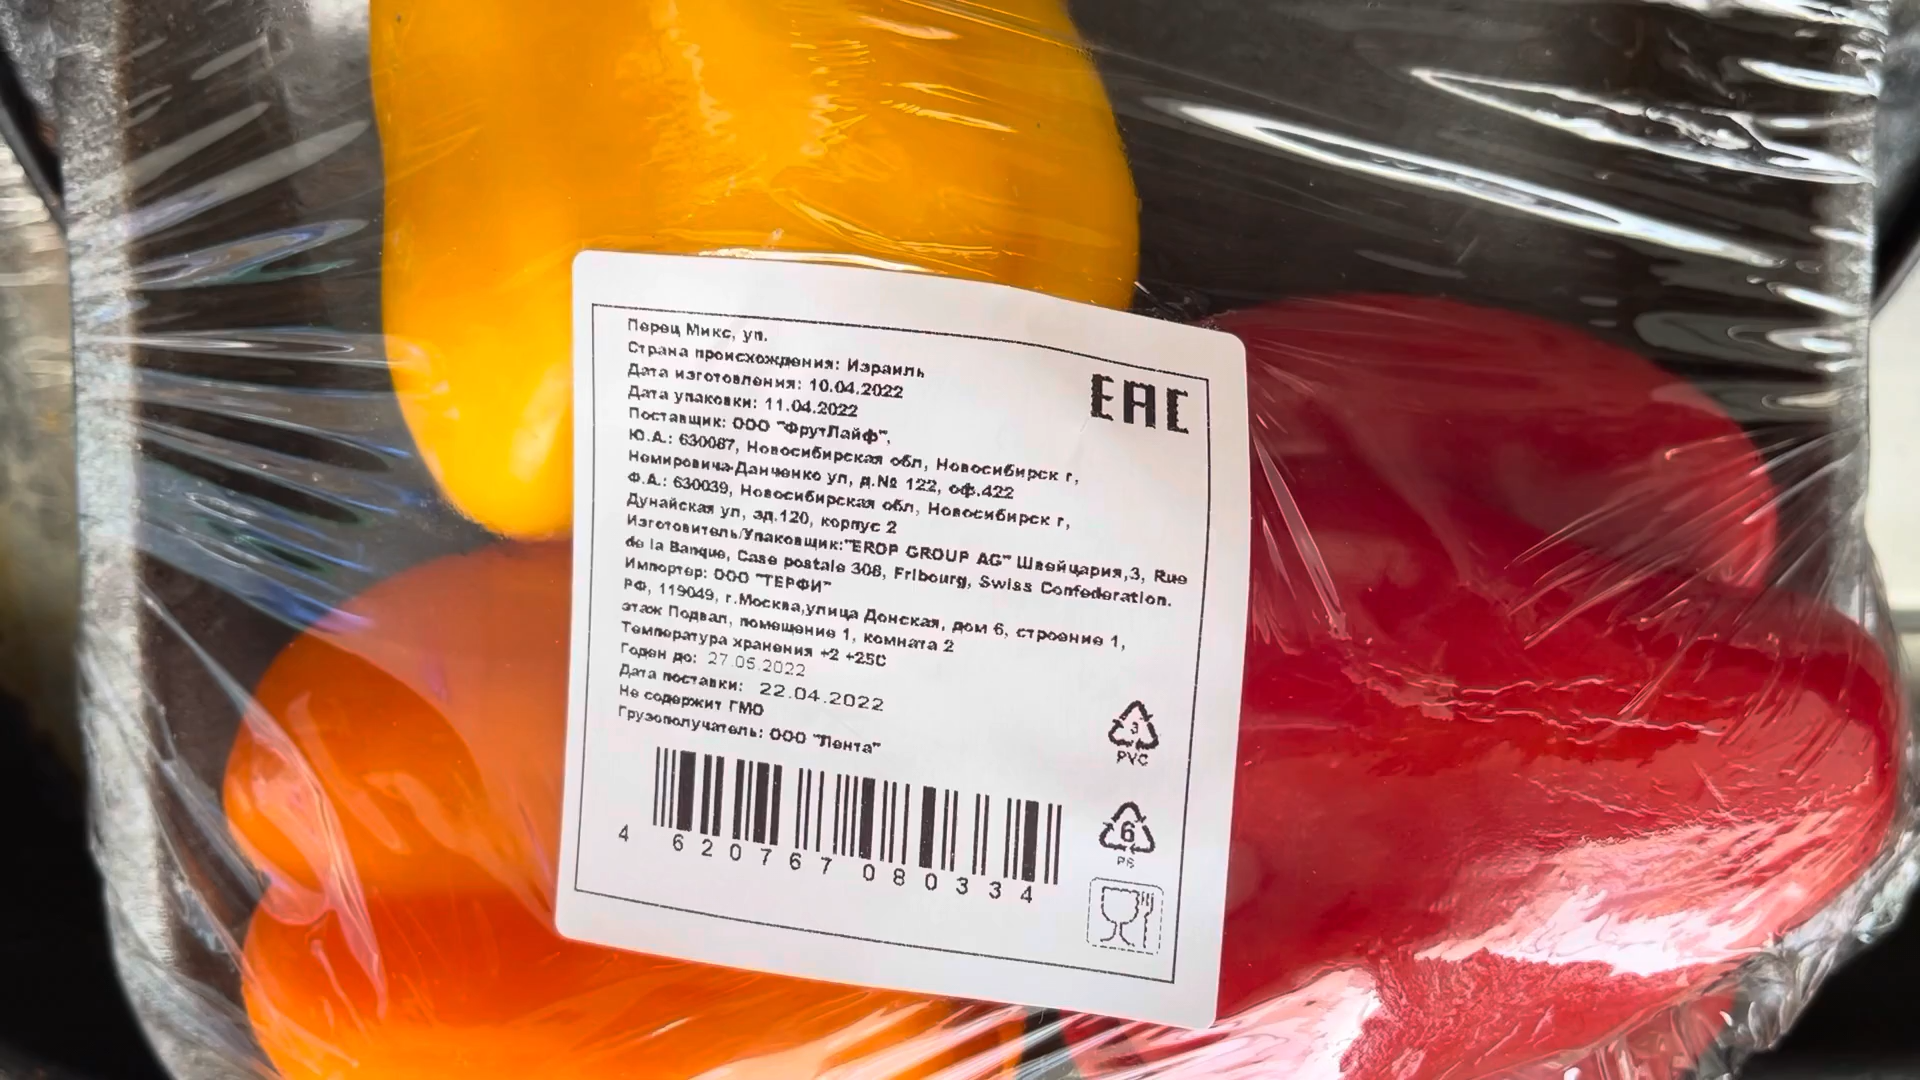 Перец Микс, уп.
Страна происхождения: Израиль
Дата изготовления: 10.04.2022
Дата упаковки: 11.04.2022
Поставщик: ООО "ФрутЛайф",
Ю.А.: 630087, Новосибирская обл, Новосибирск г,
Немировича-Данченко ул, д.№ 122, оф.422
Ф.А.: 630039, Новосибирская обл, Новосибирск г,
Дунайская ул, зд.120, корпус 2
Изготовитель/Упаковщик:"EROP GROUP AG" Швейцария,3, Rue
de la Banque, Case postale 308, Fribourg, Swiss Confederation.
Импортер: ООО "ТЕРФИ"
РФ, 119049, г.Москва,улица Донская, дом 6, строение 1,
этаж Подвал, помещение 1, комната 2
Температура хранения +2 +25С
Годен до: 27.05.2022
Дата поставки: 22.04.2022
Не содержит ГМО
Грузополучатель: ООО "Лента"
EAC
3
PVC
6
PS
4 620767 080334